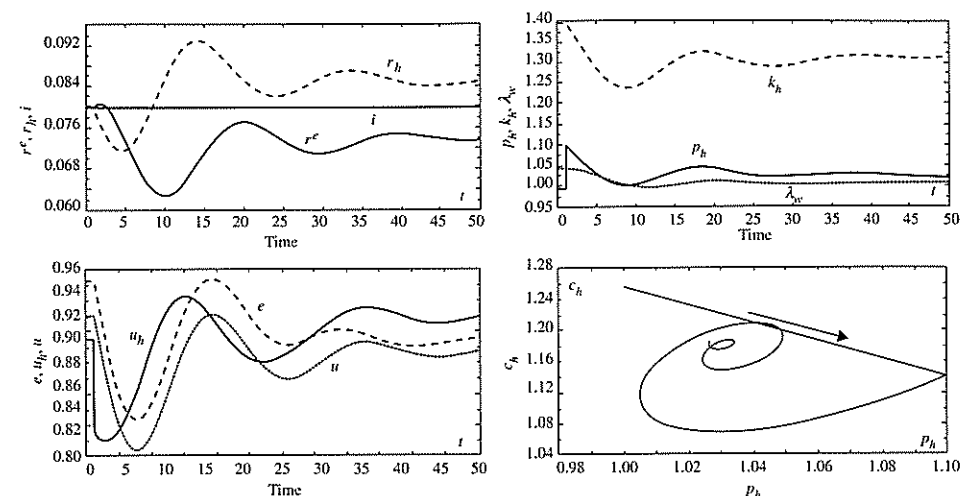 r^e, r_h, i
0.092
0.084
0.076
0.068
0.060
r_h
i
r^e
t
0 5 10 15 20 25 30 35 40 45 50
Time
p_h, k_h, λ_w
1.40
1.35
1.30
1.25
1.20
1.15
1.10
1.05
1.00
0.95
k_h
p_h
λ_w
t
0 5 10 15 20 25 30 35 40 45 50
Time
e, u_h, u
0.96
0.94
0.90
0.88
0.86
0.84
0.82
0.80
u_h
e
u
t
0 5 10 15 20 25 30 35 40 45 50
Time
c_h
1.28
1.24
1.20
1.16
1.12
1.08
1.04
c_h
p_h
0.98 1.00 1.02 1.04 1.06 1.08 1.10
p_h